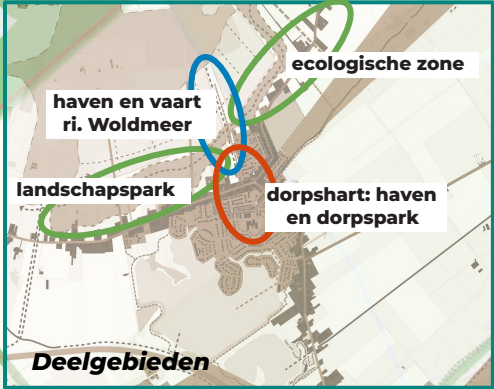 ecologische zone
haven en vaart
ri. Woldmeer
landschapspark
dorpshart: haven
en dorpspark
Deelgebieden